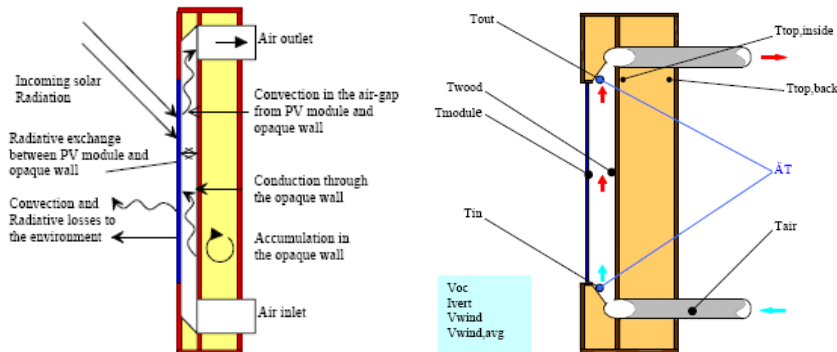 Air outlet
Incoming solar
Radiation
Convection in the air-gap
from PV module and
opaque wall
Radiative exchange
between PV module and
opaque wall
Conduction through
the opaque wall
Convection and
Radiative losses to
the environment
Accumulation in
the opaque wall
Air inlet
Tout
Ttop,inside
Twood
Tmodule
Ttop,back
ÄT
Tin
Tair
Voc
Ivert
Vwind
Vwind,avg